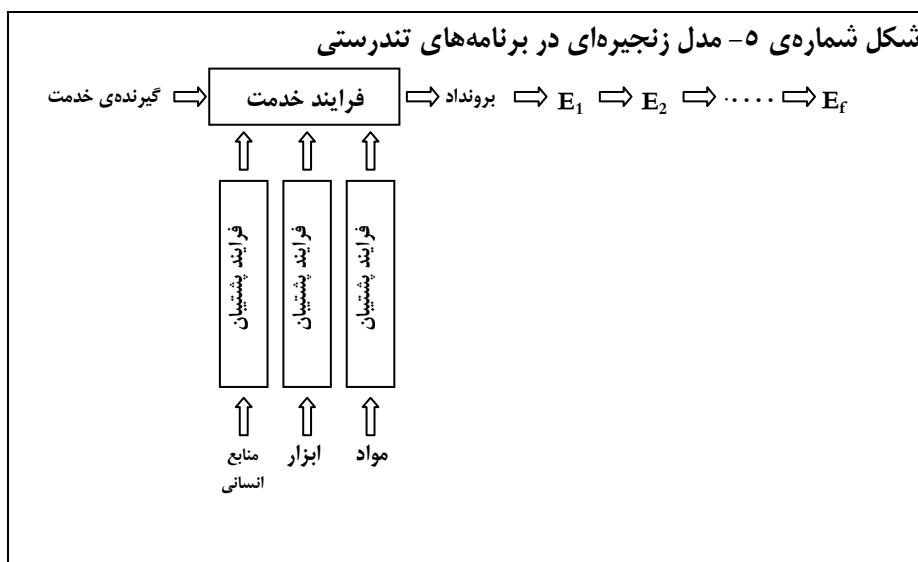 شکل شماره‌ی ۵- مدل زنجیره‌ای در برنامه‌های تندرستی
گیرنده‌ی خدمت
فرایند خدمت
برونداد
E₁
E₂
.....
E_f
فرایند پشتیبان
فرایند پشتیبان
فرایند پشتیبان
منابع
انسانی
ابزار
مواد